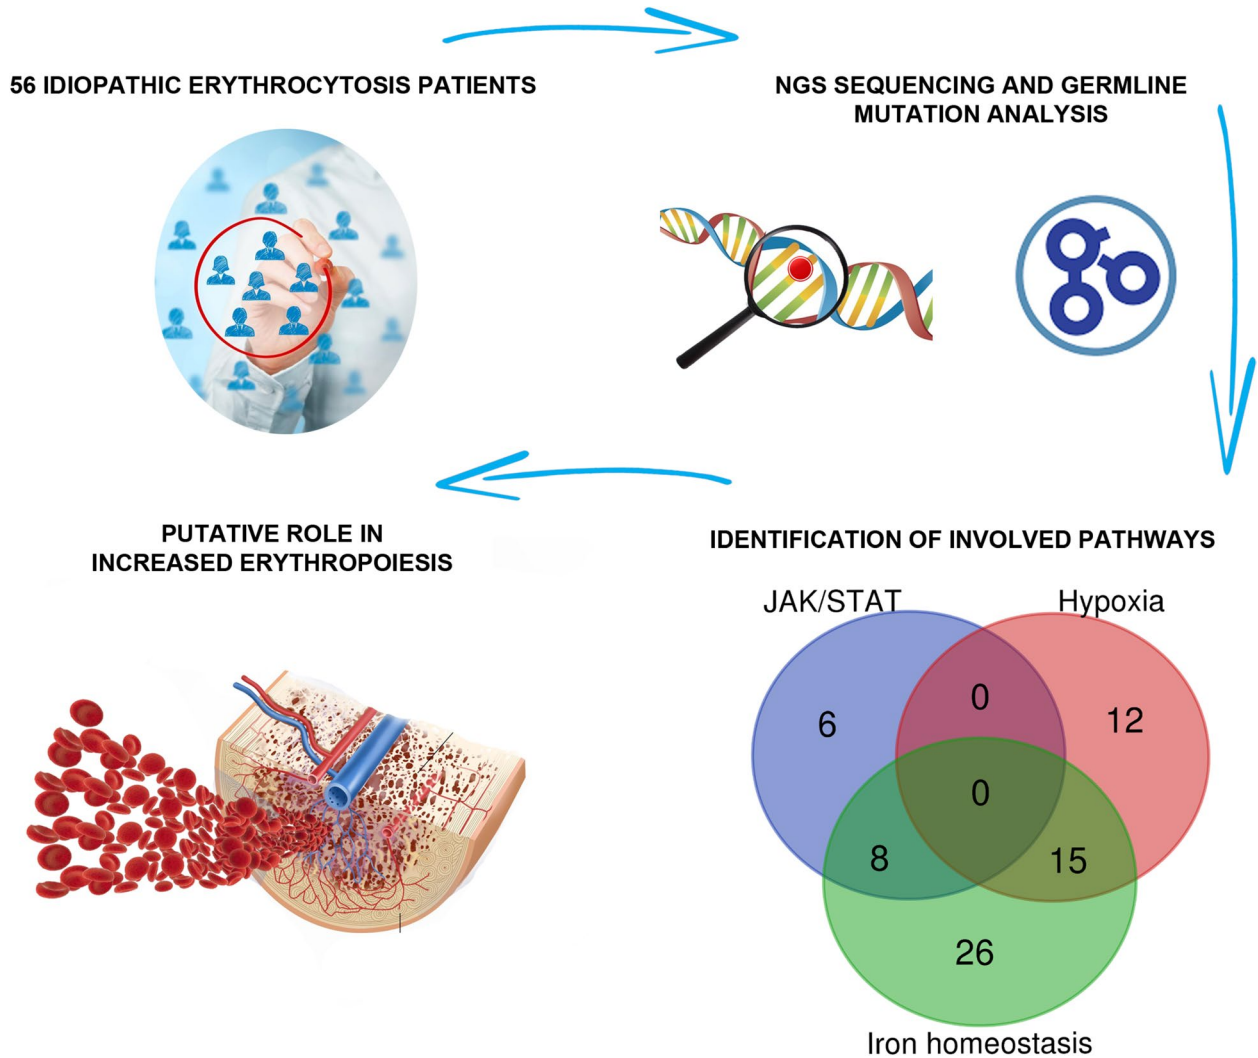 56 IDIOPATHIC ERYTHROCYTOSIS PATIENTS
NGS SEQUENCING AND GERMLINE
MUTATION ANALYSIS
IDENTIFICATION OF INVOLVED PATHWAYS
JAK/STAT
Hypoxia
0
6
12
0
8
15
26
Iron homeostasis
PUTATIVE ROLE IN
INCREASED ERYTHROPOIESIS